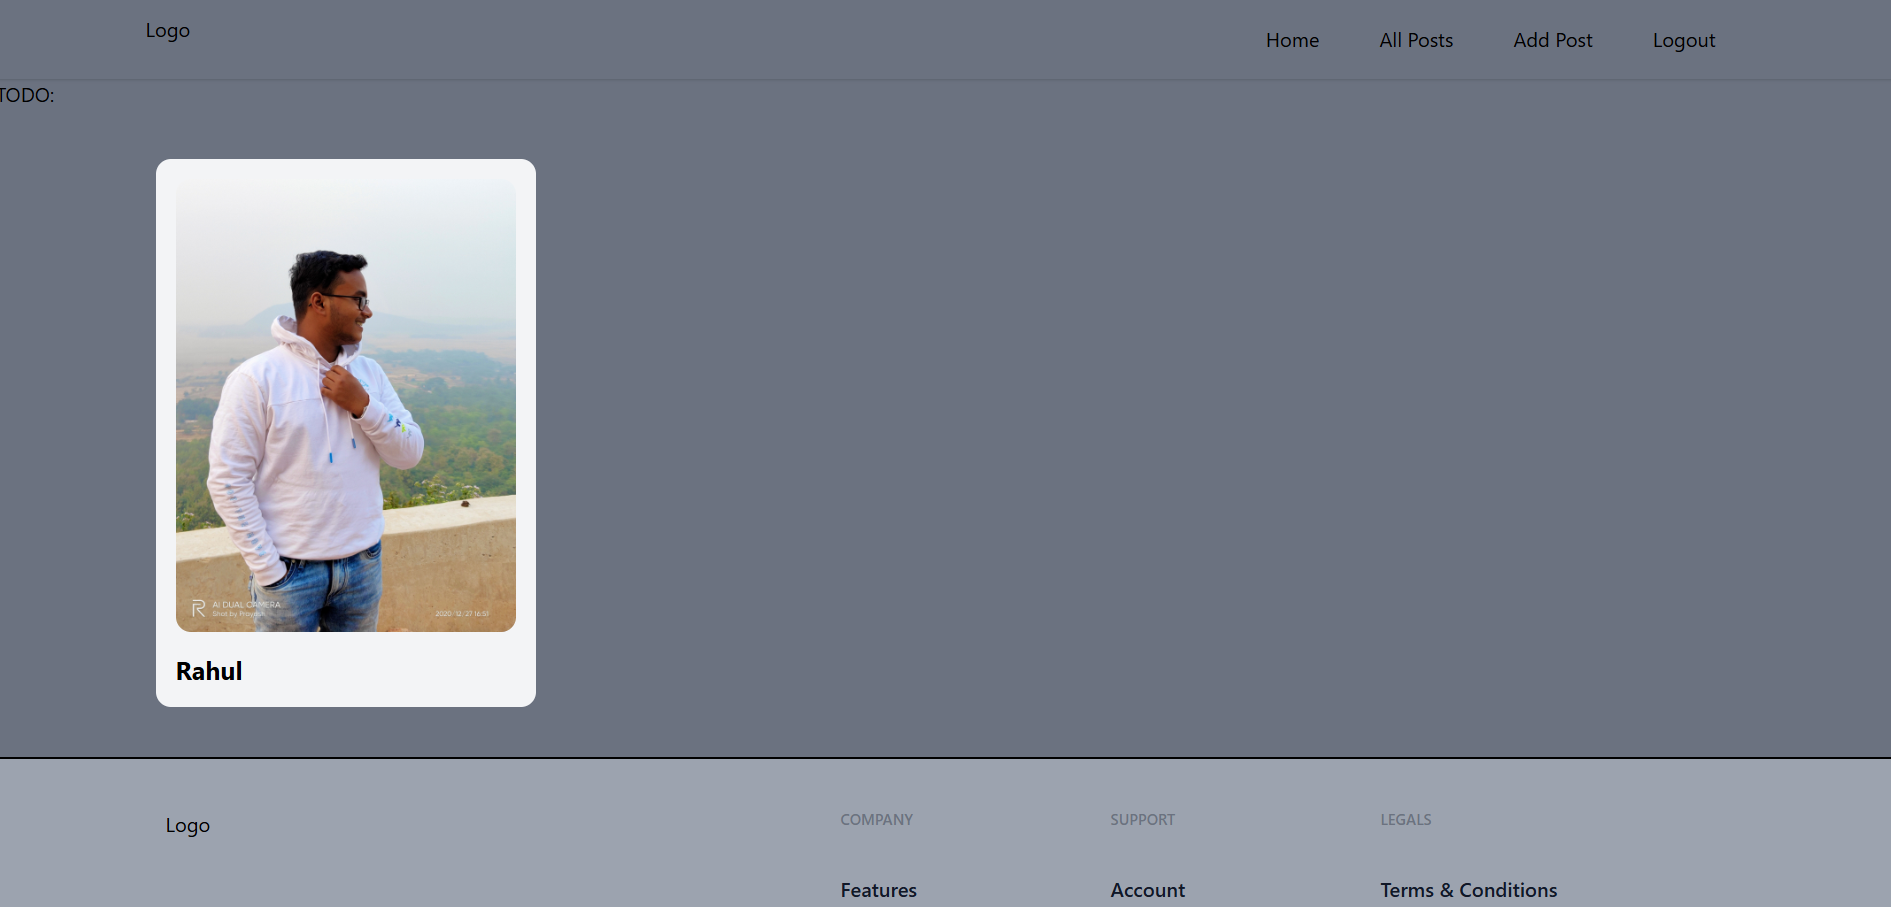 Logo
Home All Posts Add Post Logout
TODO:
AI DUAL CAMERA
Shot by
2020/12/27 16:51
Rahul
Logo
COMPANY SUPPORT LEGALS
Features Account Terms & Conditions